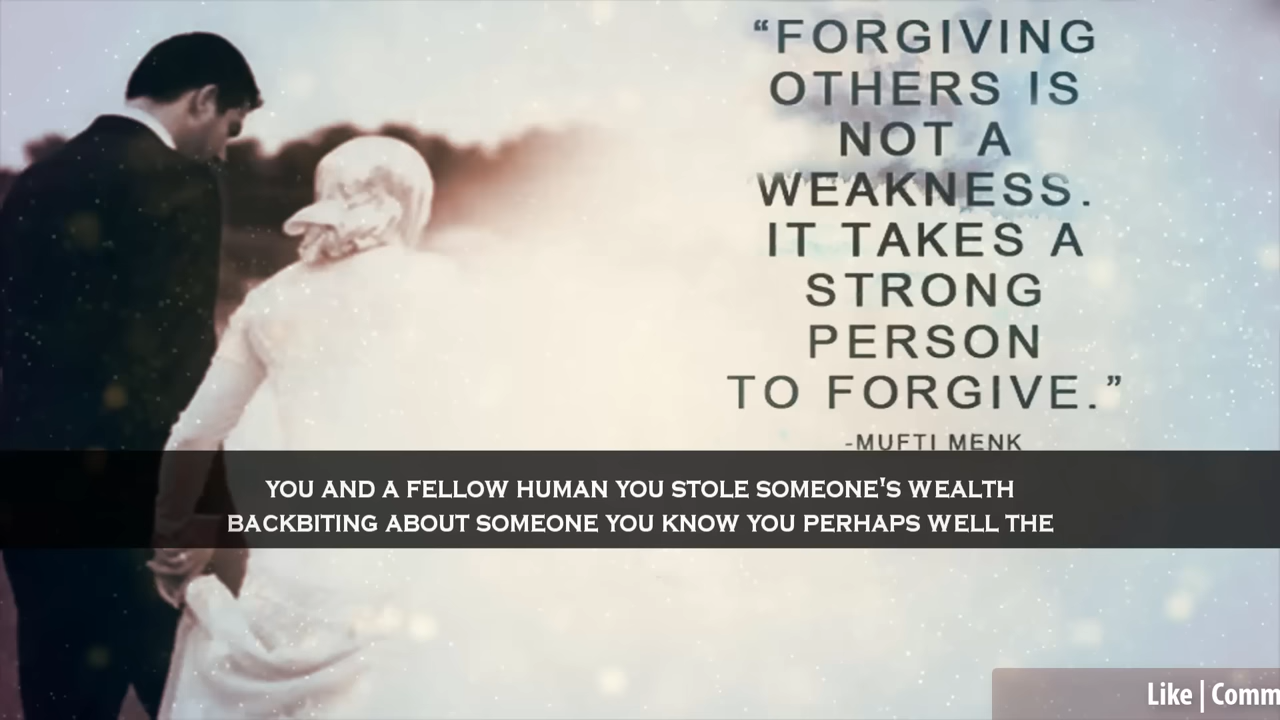 “FORGIVING
OTHERS IS
NOT A
WEAKNESS.
IT TAKES A
STRONG
PERSON
TO FORGIVE.”
-MUFTI MENK
YOU AND A FELLOW HUMAN YOU STOLE SOMEONE'S WEALTH
BACKBITING ABOUT SOMEONE YOU KNOW YOU PERHAPS WELL THE
Like | Comm